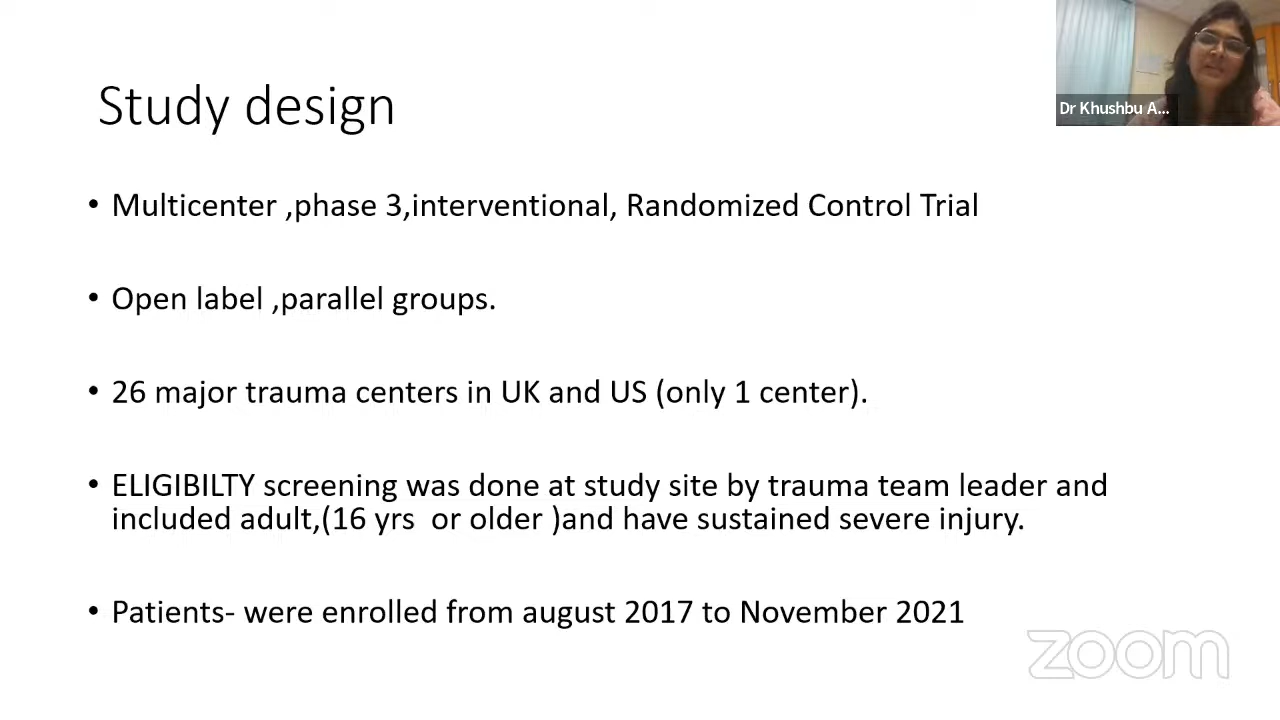 Study design
Dr Khushbu A...
• Multicenter ,phase 3,interventional, Randomized Control Trial
• Open label ,parallel groups.
• 26 major trauma centers in UK and US (only 1 center).
• ELIGIBILTY screening was done at study site by trauma team leader and
included adult,(16 yrs or older )and have sustained severe injury.
• Patients- were enrolled from august 2017 to November 2021
zoom